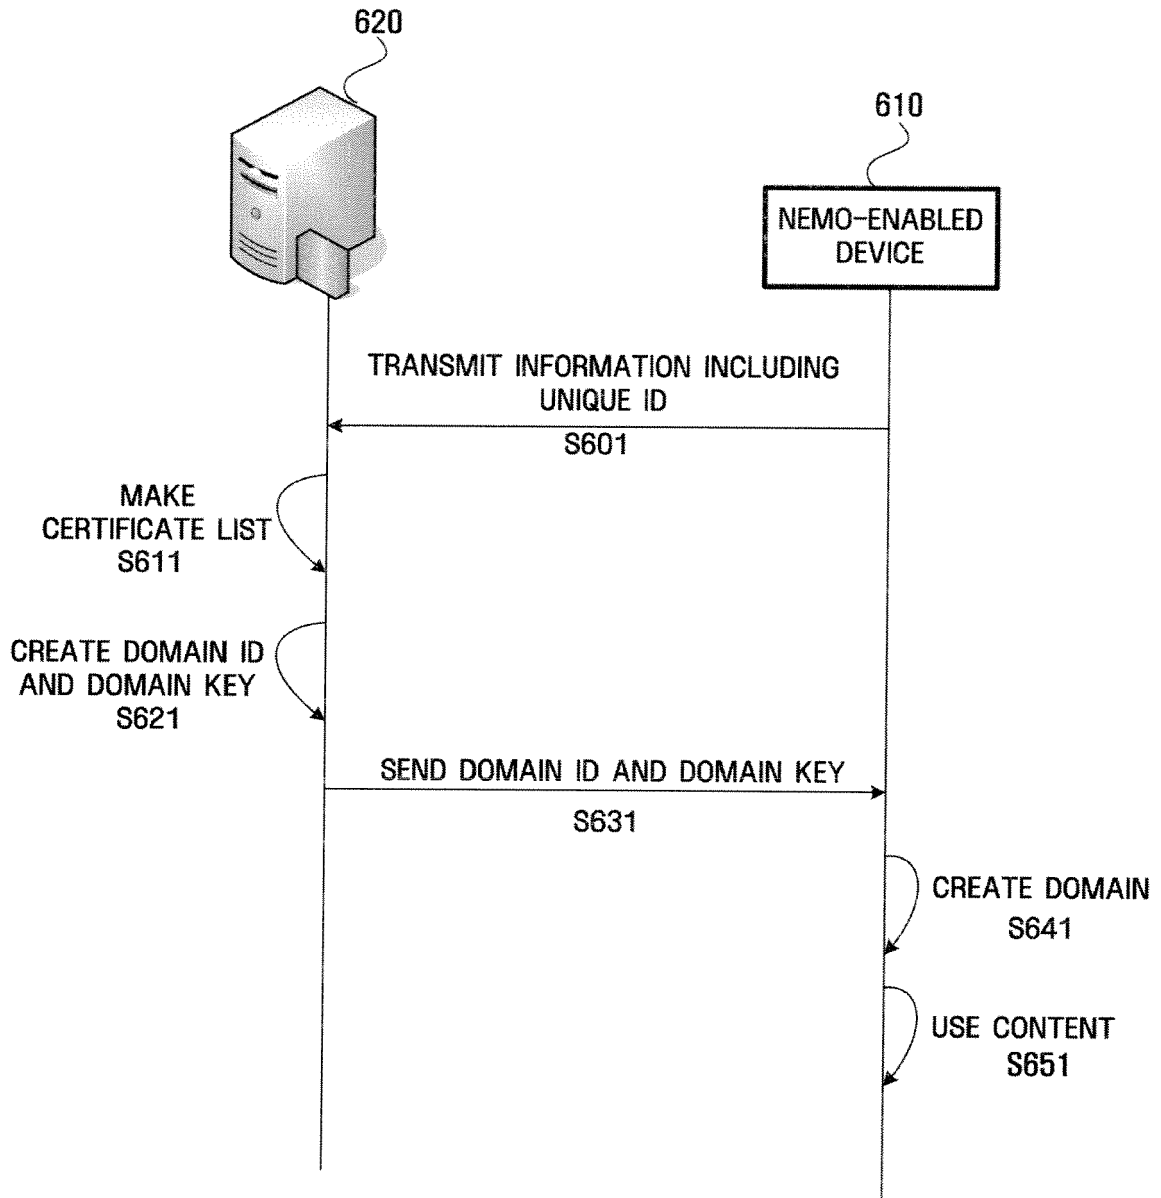 620
610
NEMO-ENABLED
DEVICE
TRANSMIT INFORMATION INCLUDING
UNIQUE ID
S601
MAKE
CERTIFICATE LIST
S611
CREATE DOMAIN ID
AND DOMAIN KEY
S621
SEND DOMAIN ID AND DOMAIN KEY
S631
CREATE DOMAIN
S641
USE CONTENT
S651